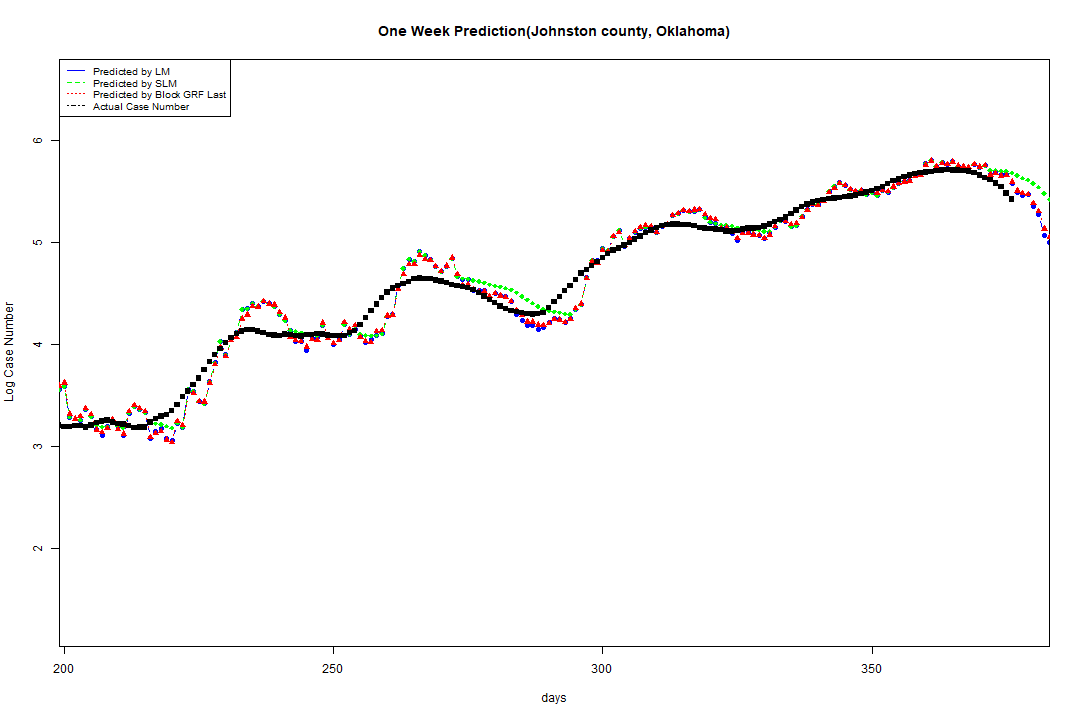 One Week Prediction(Johnston county, Oklahoma)
Predicted by LM
Predicted by SLM
Predicted by Block GRF Last
Actual Case Number
6
5
4
3
2
Log Case Number
200 250 300 350
days